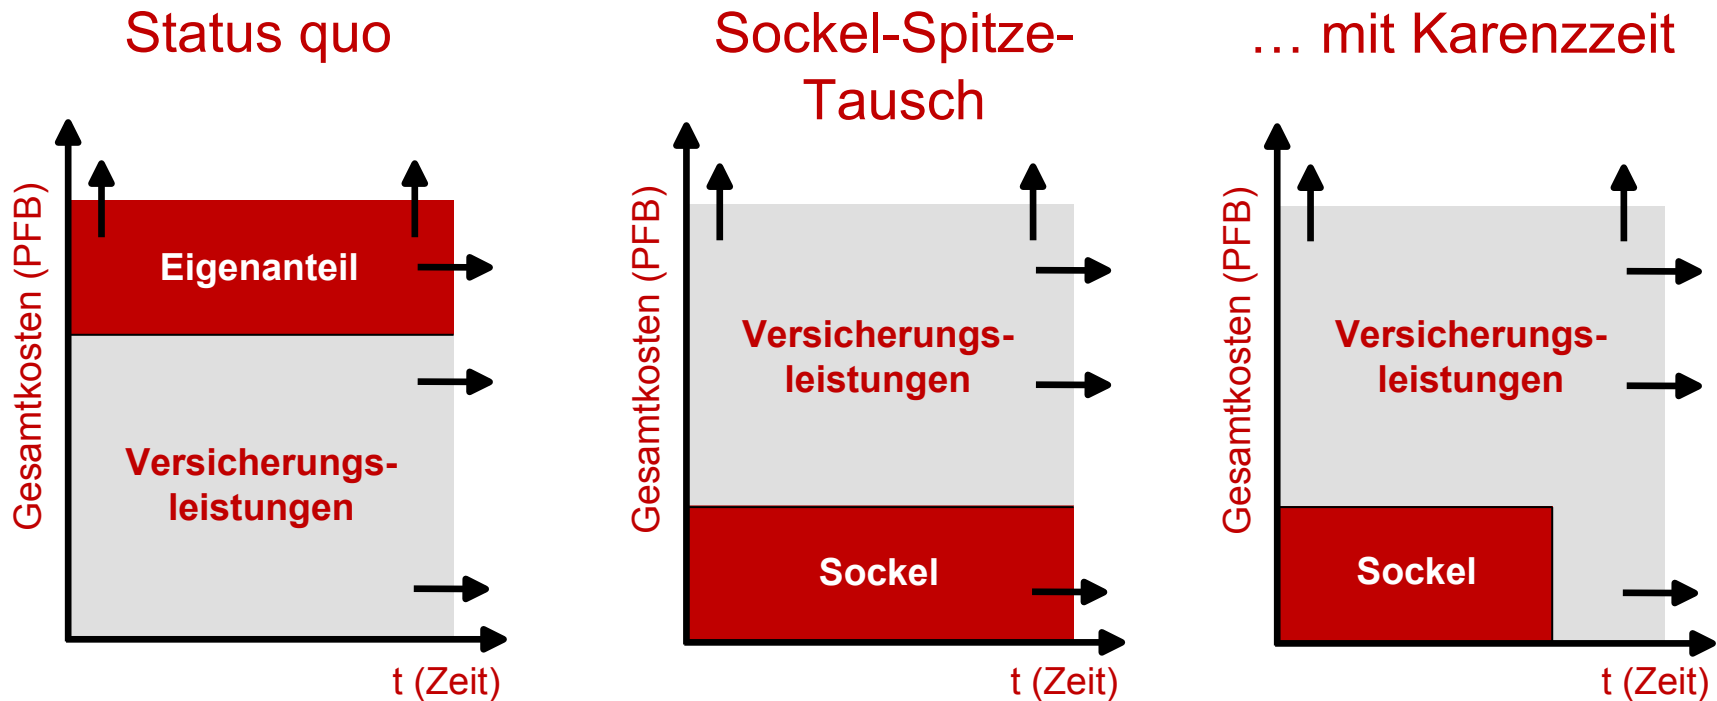 Status quo
Gesamtkosten (PFB)
Eigenanteil
Versicherungs-
leistungen
t (Zeit)
Sockel-Spitze-
Tausch
Gesamtkosten (PFB)
Versicherungs-
leistungen
Sockel
t (Zeit)
… mit Karenzzeit
Gesamtkosten (PFB)
Versicherungs-
leistungen
Sockel
t (Zeit)